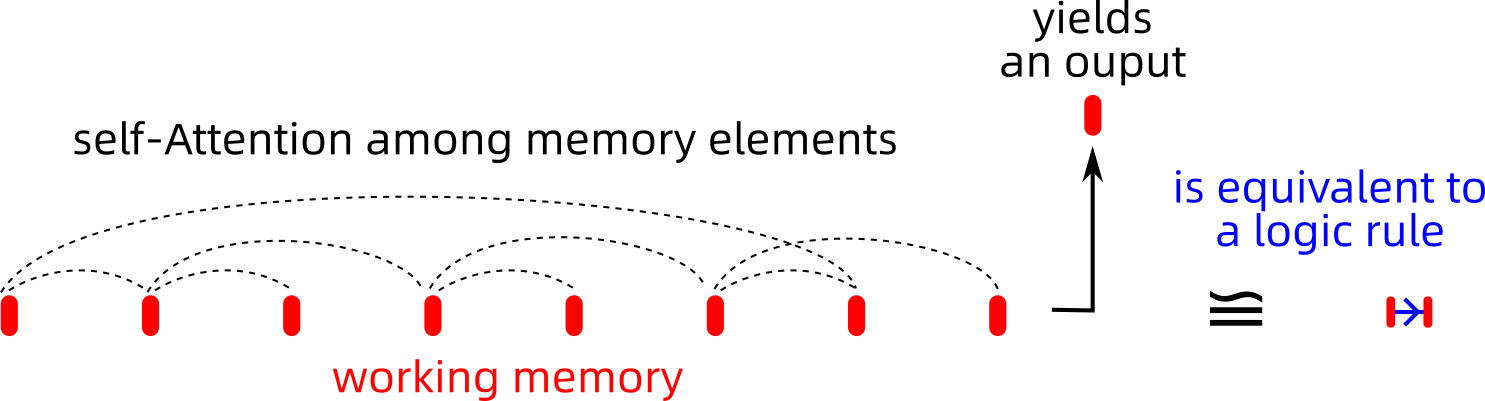 yields
an ouput
self-Attention among memory elements
is equivalent to
a logic rule
≅
working memory